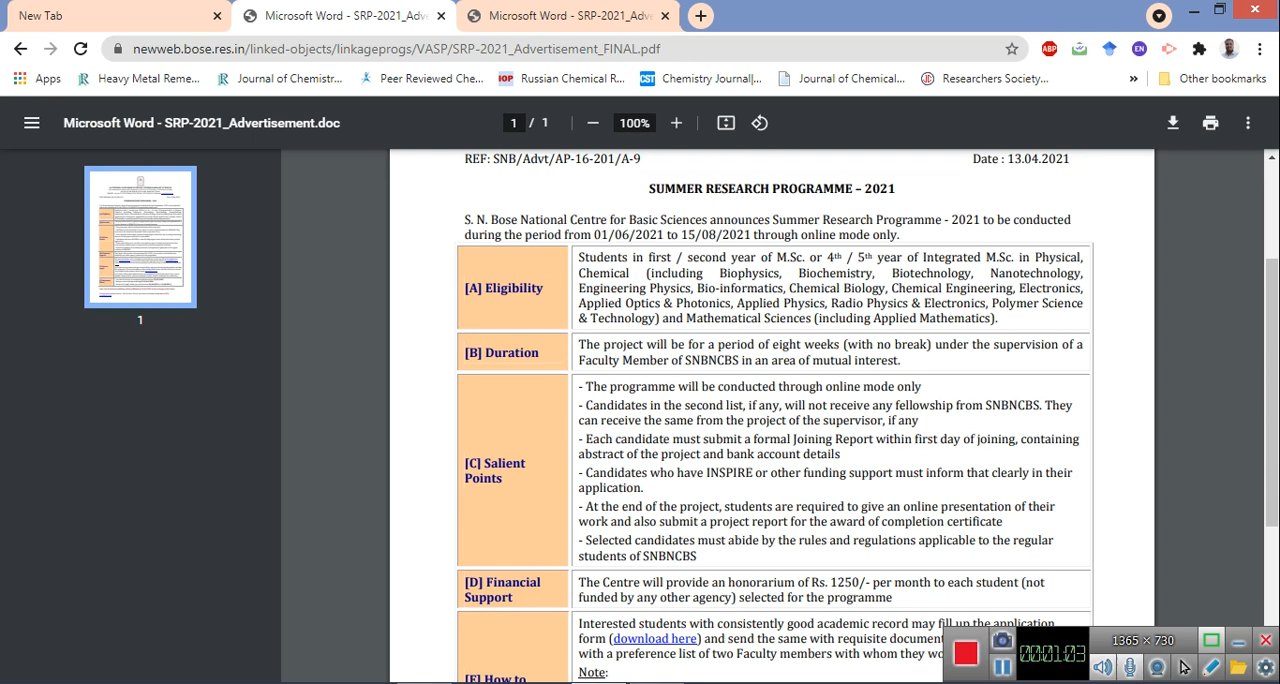 New Tab
Microsoft Word - SRP-2021_Adv
Microsoft Word - SRP-2021_Adv
newweb.bose.res.in/linked-objects/linkageprogs/VASP/SRP-2021_Advertisement_FINAL.pdf
ABP
EN
Apps
Heavy Metal Reme...
Journal of Chemistr...
Peer Reviewed Che...
IOP Russian Chemical R...
CST Chemistry Journal|...
Journal of Chemical...
Researchers Society...
»
Other bookmarks
Microsoft Word - SRP-2021_Advertisement.doc
1 / 1
100%
1
REF: SNB/Advt/AP-16-201/A-9
Date : 13.04.2021
SUMMER RESEARCH PROGRAMME – 2021
S. N. Bose National Centre for Basic Sciences announces Summer Research Programme - 2021 to be conducted
during the period from 01/06/2021 to 15/08/2021 through online mode only.
[A] Eligibility
Students in first / second year of M.Sc. or 4th / 5th year of Integrated M.Sc. in Physical,
Chemical (including Biophysics, Biochemistry, Biotechnology, Nanotechnology,
Engineering Physics, Bio-informatics, Chemical Biology, Chemical Engineering, Electronics,
Applied Optics & Photonics, Applied Physics, Radio Physics & Electronics, Polymer Science
& Technology) and Mathematical Sciences (including Applied Mathematics).
[B] Duration
The project will be for a period of eight weeks (with no break) under the supervision of a
Faculty Member of SNBNCBS in an area of mutual interest.
[C] Salient
Points
- The programme will be conducted through online mode only
- Candidates in the second list, if any, will not receive any fellowship from SNBNCBS. They
can receive the same from the project of the supervisor, if any
- Each candidate must submit a formal Joining Report within first day of joining, containing
abstract of the project and bank account details
- Candidates who have INSPIRE or other funding support must inform that clearly in their
application.
- At the end of the project, students are required to give an online presentation of their
work and also submit a project report for the award of completion certificate
- Selected candidates must abide by the rules and regulations applicable to the regular
students of SNBNCBS
[D] Financial
Support
The Centre will provide an honorarium of Rs. 1250/- per month to each student (not
funded by any other agency) selected for the programme
[E] How to
Interested students with consistently good academic record may fill up the application
form (download here) and send the same with requisite document
with a preference list of two Faculty members with whom they wo
Note:
00:01:03
1365 × 730